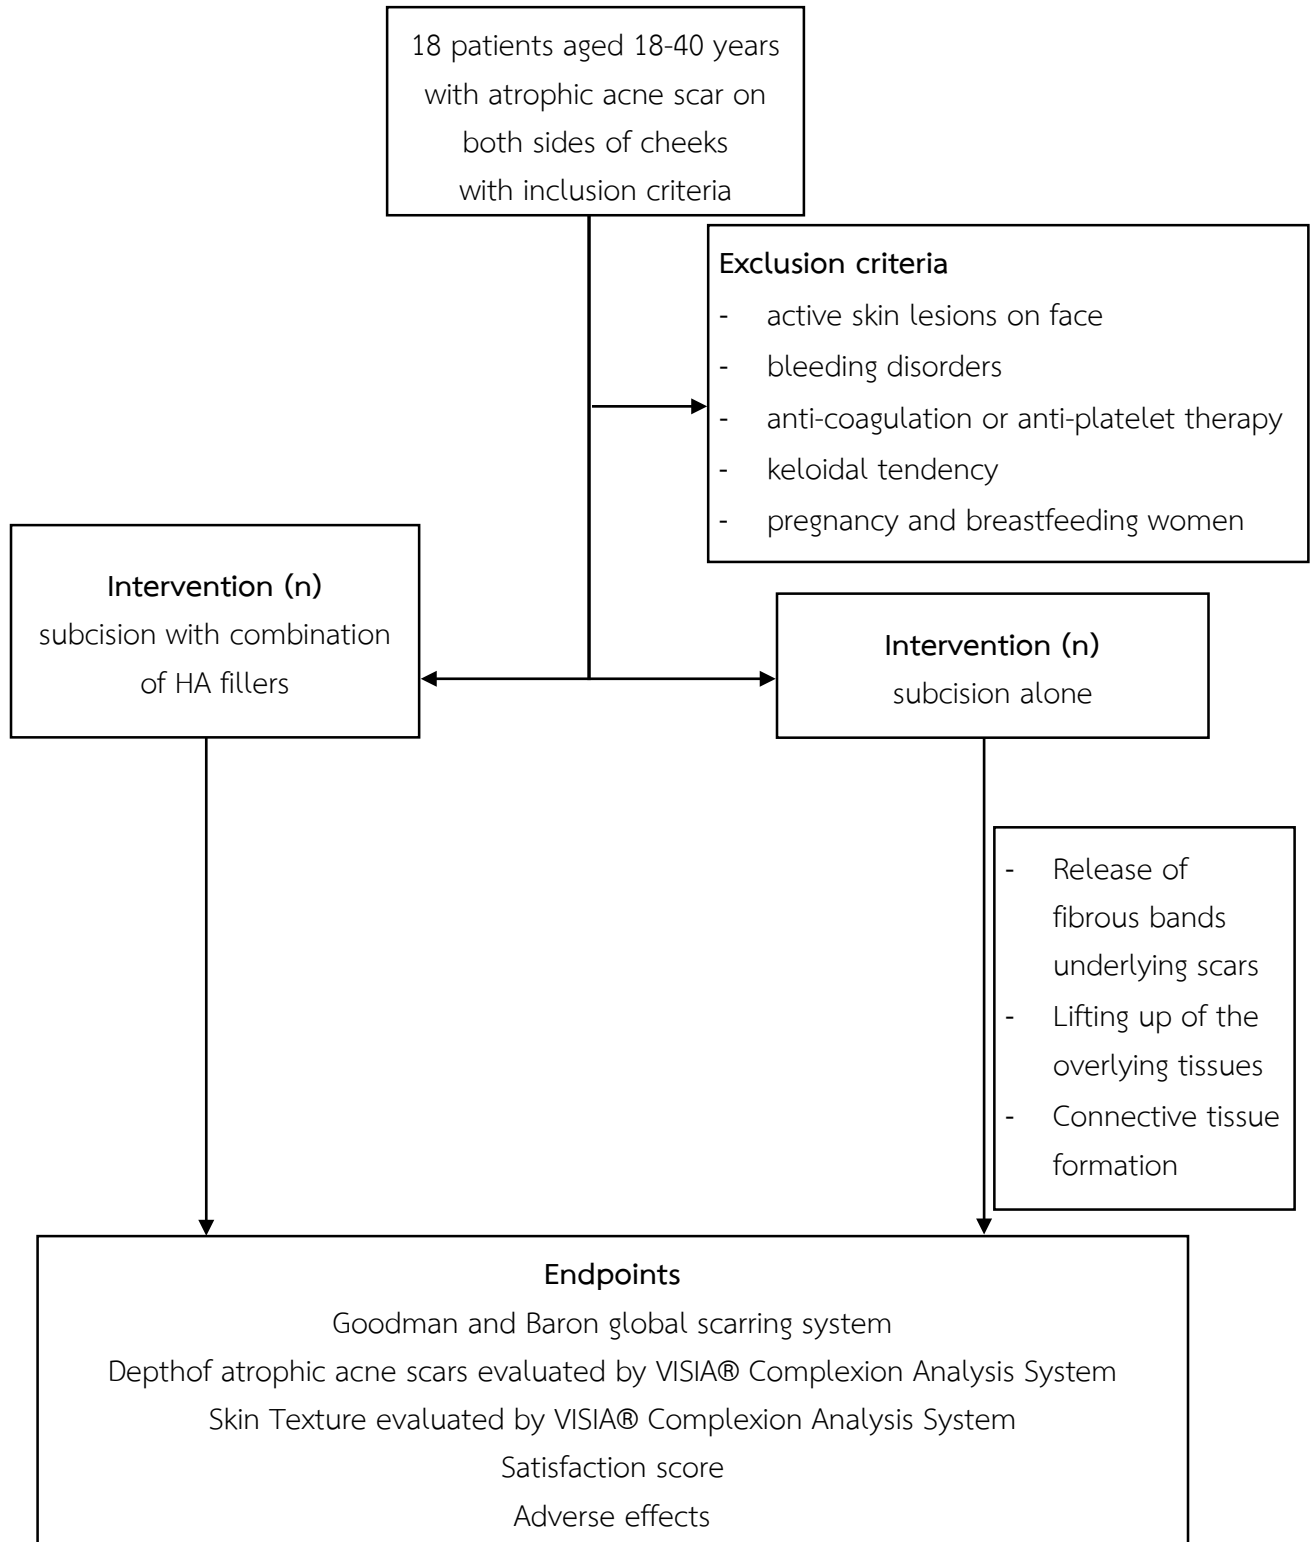 18 patients aged 18-40 years
with atrophic acne scar on
both sides of cheeks
with inclusion criteria
Exclusion criteria
- active skin lesions on face
- bleeding disorders
- anti-coagulation or anti-platelet therapy
- keloidal tendency
- pregnancy and breastfeeding women
Intervention (n)
subcision with combination
of HA fillers
Intervention (n)
subcision alone
- Release of
fibrous bands
underlying scars
- Lifting up of the
overlying tissues
- Connective tissue
formation
Endpoints
Goodman and Baron global scarring system
Depthof atrophic acne scars evaluated by VISIA® Complexion Analysis System
Skin Texture evaluated by VISIA® Complexion Analysis System
Satisfaction score
Adverse effects